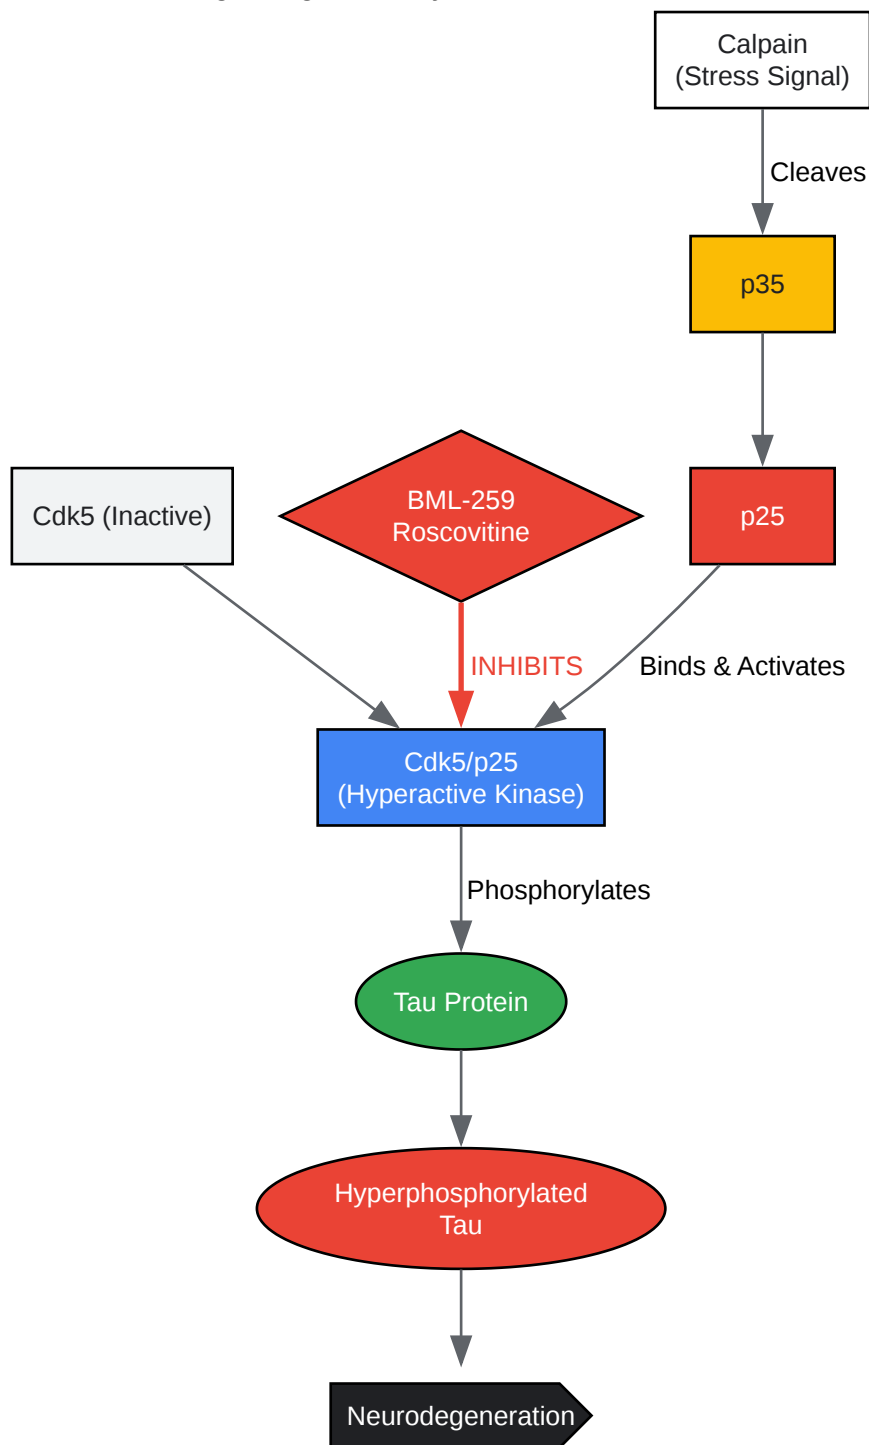 Calpain
(Stress Signal)
Cleaves
p35
Cdk5 (Inactive)
BML-259
Roscovitine
p25
INHIBITS
Binds & Activates
Cdk5/p25
(Hyperactive Kinase)
Phosphorylates
Tau Protein
Hyperphosphorylated
Tau
Neurodegeneration